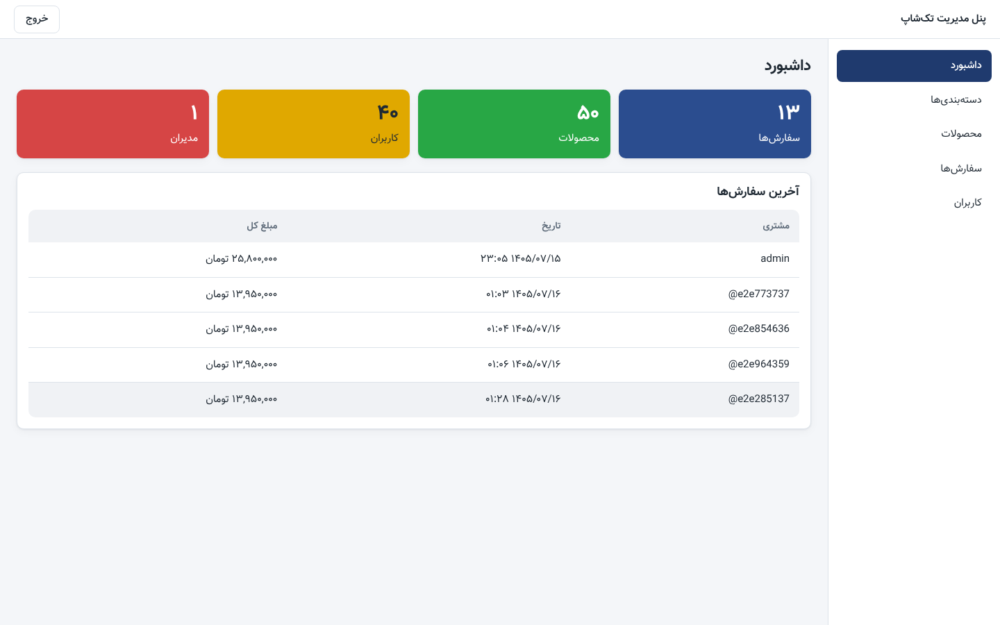 پنل مدیریت تک‌شاپ
خروج
داشبورد
دسته‌بندی‌ها
محصولات
سفارش‌ها
کاربران
داشبورد
۱۳
سفارش‌ها
۵۰
محصولات
۴۰
کاربران
۱
مدیران
آخرین سفارش‌ها
مشتری تاریخ مبلغ کل
admin ۱۴۰۵/۰۷/۱۵ ۲۳:۰۵ ۲۵,۸۰۰,۰۰۰ تومان
@e2e773737 ۱۴۰۵/۰۷/۱۶ ۰۱:۰۳ ۱۳,۹۵۰,۰۰۰ تومان
@e2e854636 ۱۴۰۵/۰۷/۱۶ ۰۱:۰۴ ۱۳,۹۵۰,۰۰۰ تومان
@e2e964359 ۱۴۰۵/۰۷/۱۶ ۰۱:۰۶ ۱۳,۹۵۰,۰۰۰ تومان
@e2e285137 ۱۴۰۵/۰۷/۱۶ ۰۱:۲۸ ۱۳,۹۵۰,۰۰۰ تومان